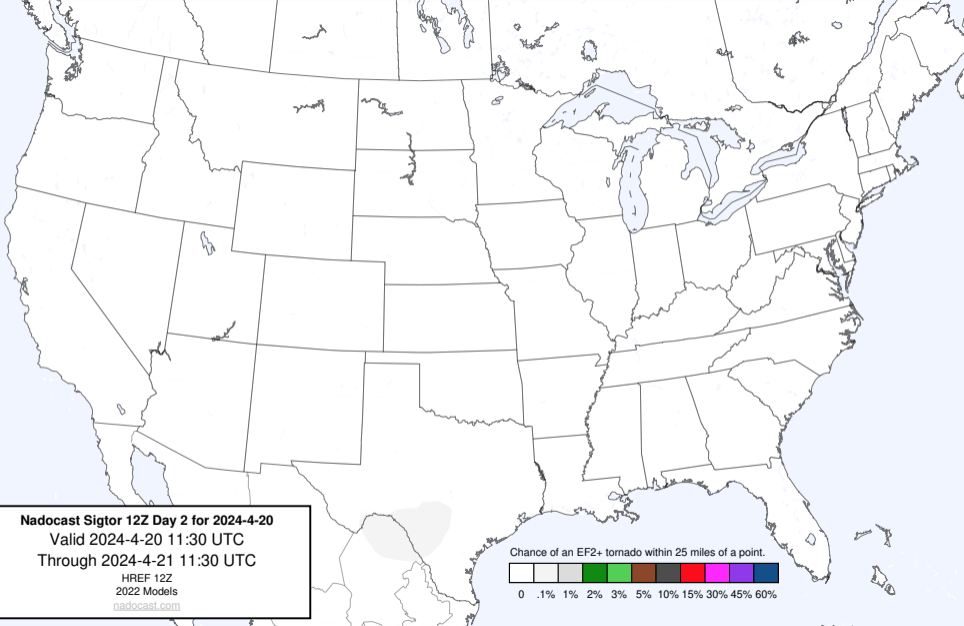 Nadocast Sigtor 12Z Day 2 for 2024-4-20
Valid 2024-4-20 11:30 UTC
Through 2024-4-21 11:30 UTC
HREF 12Z
2022 Models
nadocast.com
Chance of an EF2+ tornado within 25 miles of a point.
0 .1% 1% 2% 3% 5% 10% 15% 30% 45% 60%